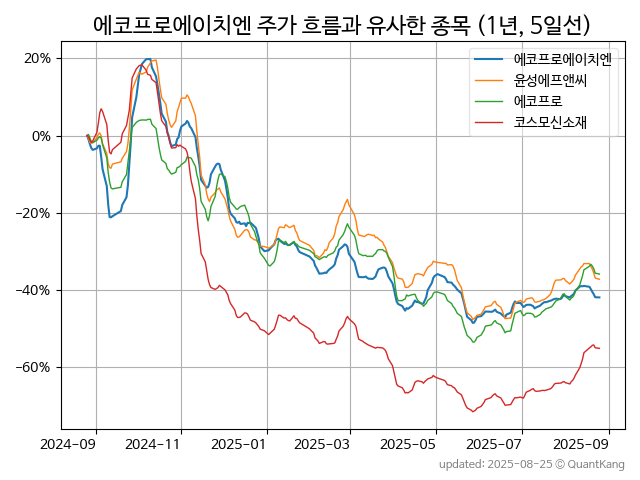 에코프로에이치엔 주가 흐름과 유사한 종목 (1년, 5일선)
에코프로에이치엔
윤성에프앤씨
에코프로
코스모신소재
20%
0%
−20%
−40%
−60%
2024-09
2024-11
2025-01
2025-03
2025-05
2025-07
2025-09
updated: 2025-08-25 © QuantKang